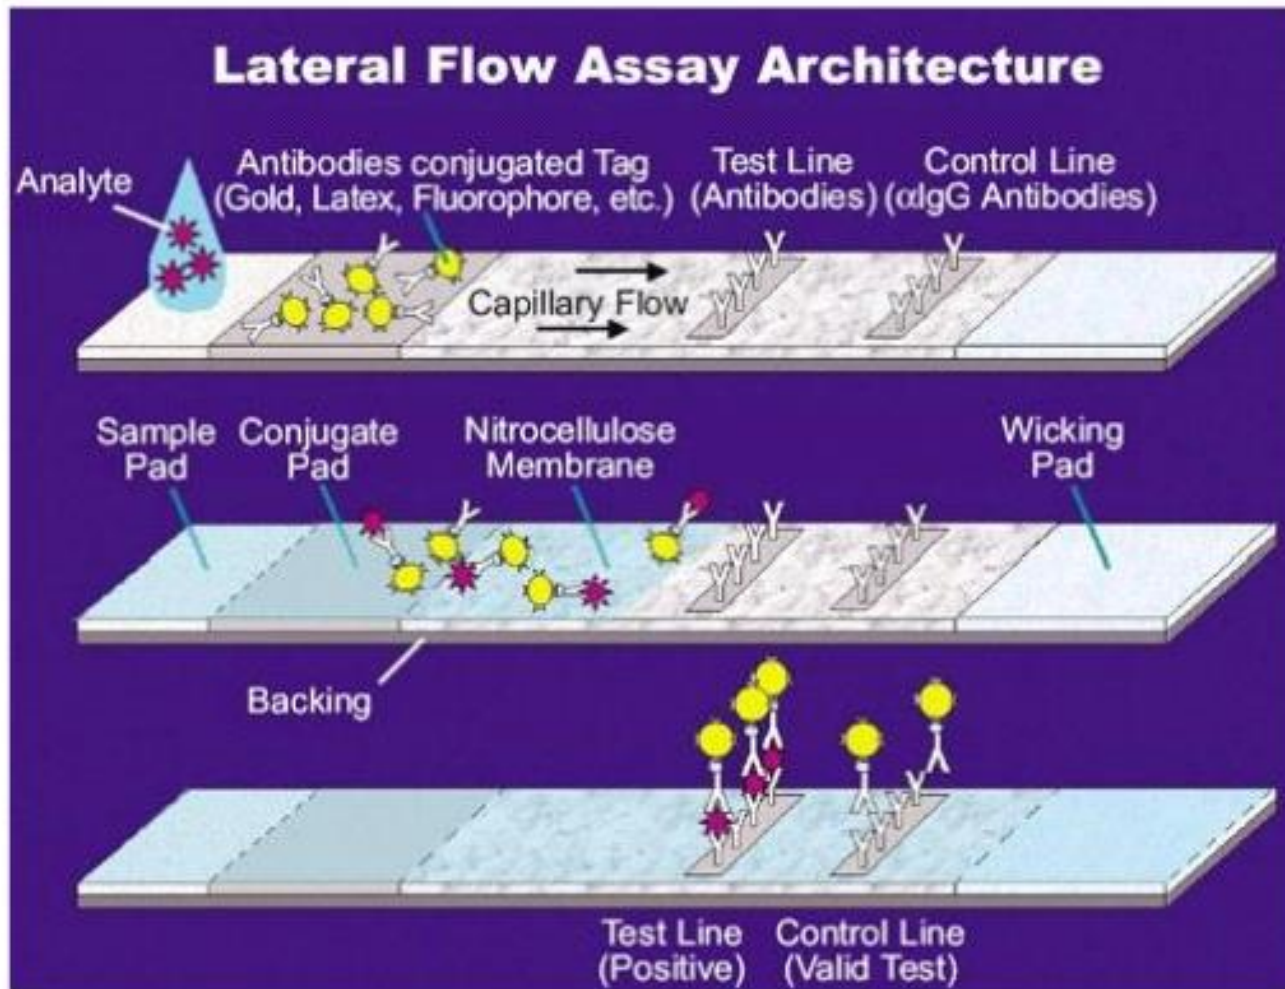 Lateral Flow Assay Architecture
Analyte
Antibodies conjugated Tag
(Gold, Latex, Fluorophore, etc.)
Test Line
(Antibodies)
Control Line
(αIgG Antibodies)
Capillary Flow
Sample
Pad
Conjugate
Pad
Nitrocellulose
Membrane
Wicking
Pad
Backing
Test Line
(Positive)
Control Line
(Valid Test)